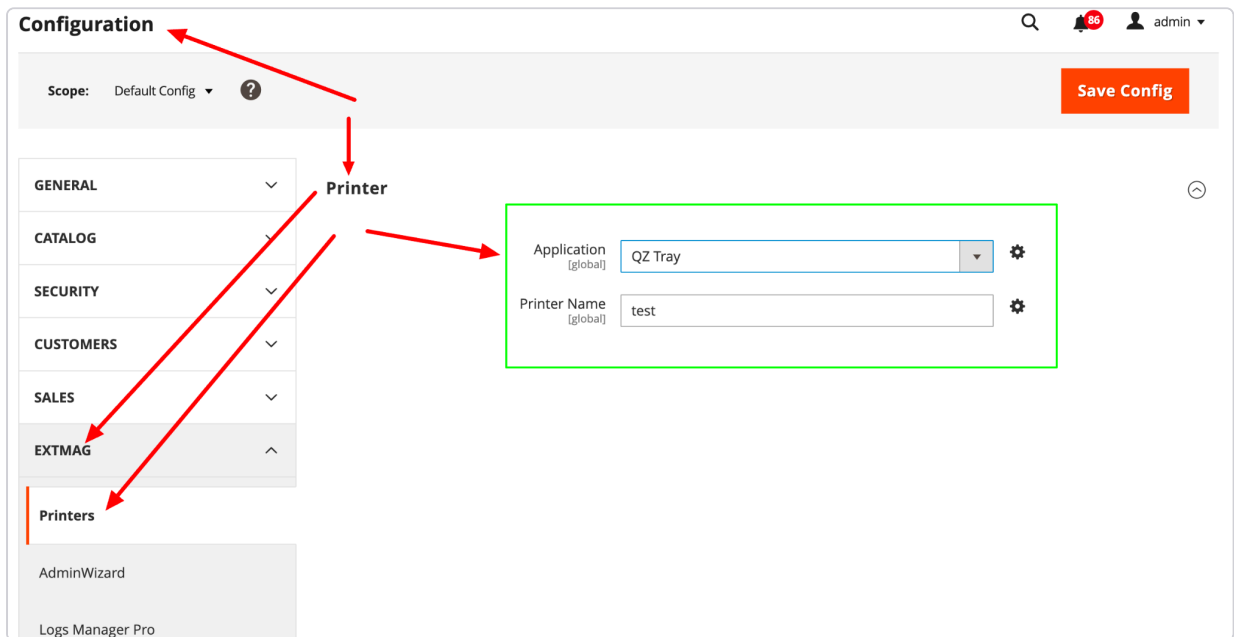 Configuration
86
admin
Scope: Default Config ?
Save Config
GENERAL
CATALOG
SECURITY
CUSTOMERS
SALES
EXTMAG
Printers
AdminWizard
Logs Manager Pro
Printer
Application
[global]
QZ Tray
Printer Name
[global]
test